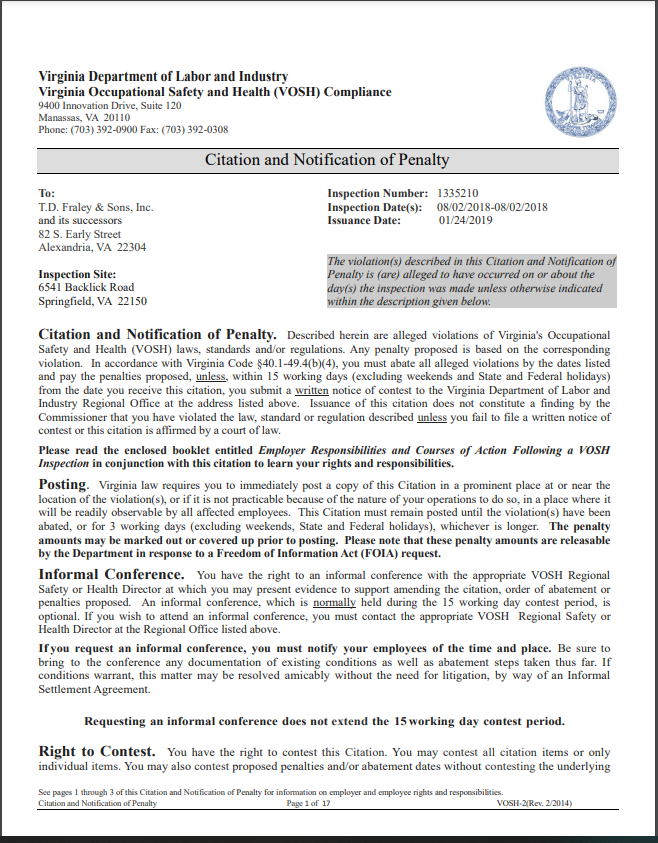 Virginia Department of Labor and Industry
Virginia Occupational Safety and Health (VOSH) Compliance
9400 Innovation Drive, Suite 120
Manassas, VA 20110
Phone: (703) 392-0900 Fax: (703) 392-0308
Citation and Notification of Penalty
To:
T.D. Fraley & Sons, Inc.
and its successors
82 S. Early Street
Alexandria, VA 22304
Inspection Site:
6541 Backlick Road
Springfield, VA 22150
Inspection Number: 1335210
Inspection Date(s): 08/02/2018-08/02/2018
Issuance Date: 01/24/2019
The violation(s) described in this Citation and Notification of
Penalty is (are) alleged to have occurred on or about the
day(s) the inspection was made unless otherwise indicated
within the description given below.
Citation and Notification of Penalty. Described herein are alleged violations of Virginia's Occupational
Safety and Health (VOSH) laws, standards and/or regulations. Any penalty proposed is based on the corresponding
violation. In accordance with Virginia Code §40.1-49.4(b)(4), you must abate all alleged violations by the dates listed
and pay the penalties proposed, unless, within 15 working days (excluding weekends and State and Federal holidays)
from the date you receive this citation, you submit a written notice of contest to the Virginia Department of Labor and
Industry Regional Office at the address listed above. Issuance of this citation does not constitute a finding by the
Commissioner that you have violated the law, standard or regulation described unless you fail to file a written notice of
contest or this citation is affirmed by a court of law.
Please read the enclosed booklet entitled Employer Responsibilities and Courses of Action Following a VOSH
Inspection in conjunction with this citation to learn your rights and responsibilities.
Posting. Virginia law requires you to immediately post a copy of this Citation in a prominent place at or near the
location of the violation(s), or if it is not practicable because of the nature of your operations to do so, in a place where it
will be readily observable by all affected employees. This Citation must remain posted until the violation(s) have been
abated, or for 3 working days (excluding weekends, State and Federal holidays), whichever is longer. The penalty
amounts may be marked out or covered up prior to posting. Please note that these penalty amounts are releasable
by the Department in response to a Freedom of Information Act (FOIA) request.
Informal Conference. You have the right to an informal conference with the appropriate VOSH Regional
Safety or Health Director at which you may present evidence to support amending the citation, order of abatement or
penalties proposed. An informal conference, which is normally held during the 15 working day contest period, is
optional. If you wish to attend an informal conference, you must contact the appropriate VOSH Regional Safety or
Health Director at the Regional Office listed above.
If you request an informal conference, you must notify your employees of the time and place. Be sure to
bring to the conference any documentation of existing conditions as well as abatement steps taken thus far. If
conditions warrant, this matter may be resolved amicably without the need for litigation, by way of an Informal
Settlement Agreement.
Requesting an informal conference does not extend the 15 working day contest period.
Right to Contest. You have the right to contest this Citation. You may contest all citation items or only
individual items. You may also contest proposed penalties and/or abatement dates without contesting the underlying
See pages 1 through 3 of this Citation and Notification of Penalty for information on employer and employee rights and responsibilities.
Citation and Notification of Penalty Page 1 of 17 VOSH-2(Rev. 2/2014)